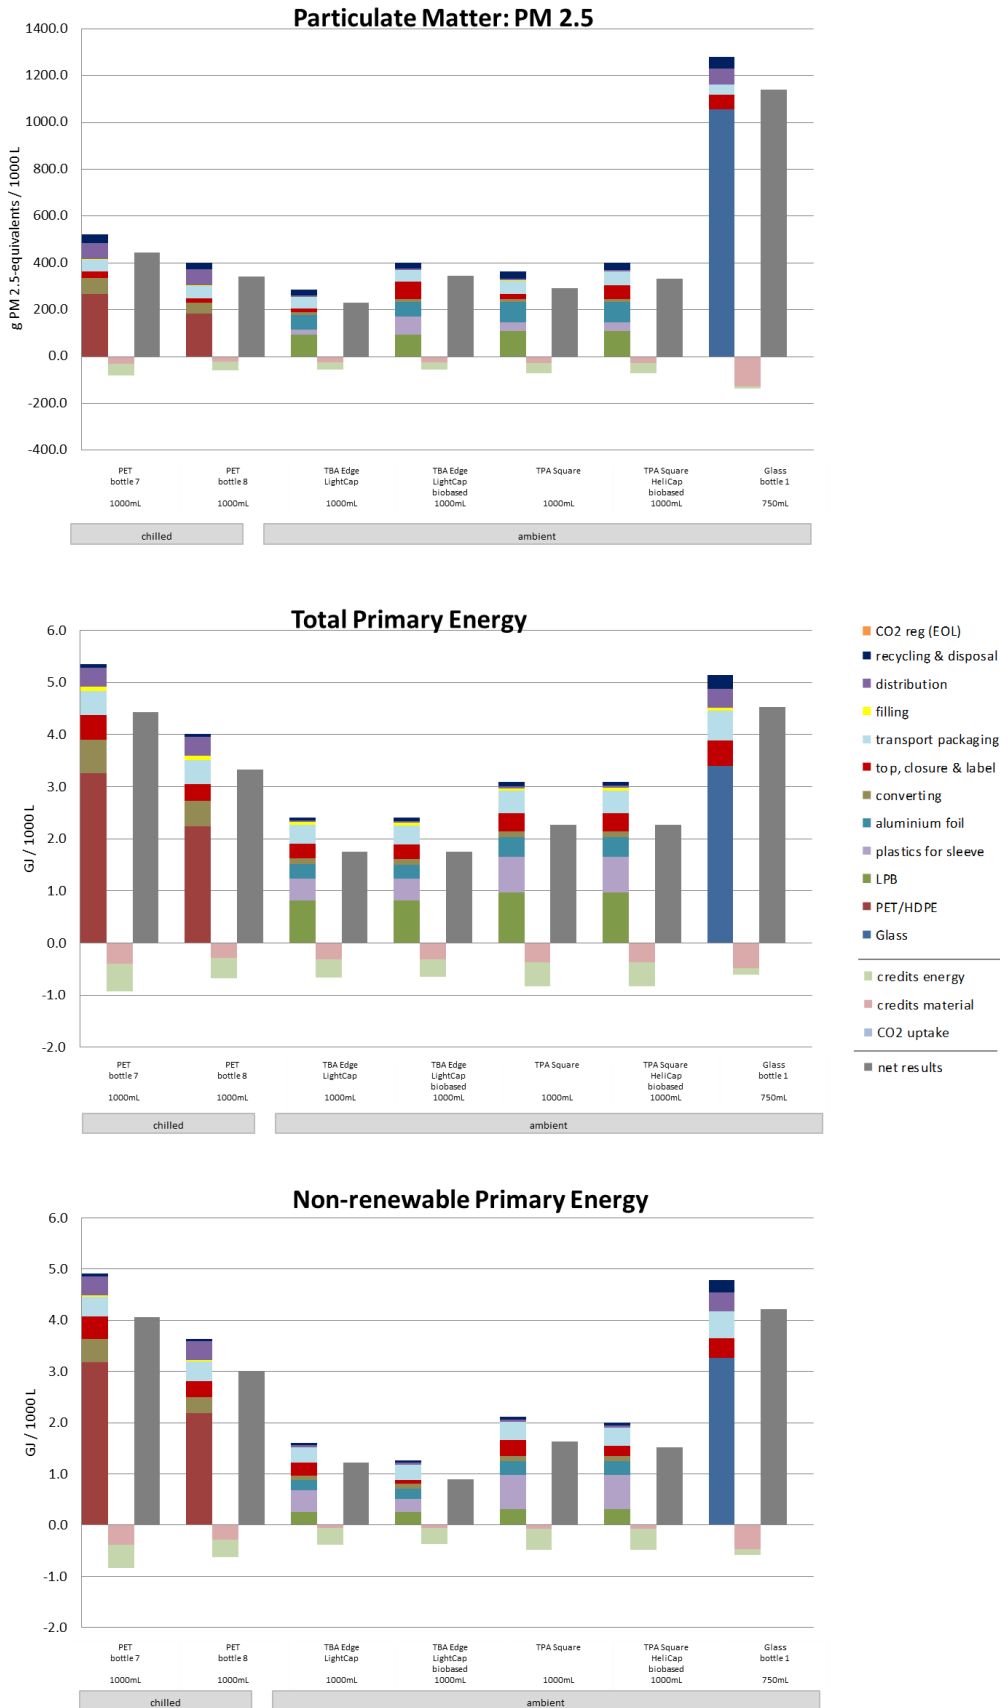 Particulate Matter: PM 2.5
g PM 2.5-equivalents / 1000 L
1400.0
1200.0
1000.0
800.0
600.0
400.0
200.0
0.0
-200.0
-400.0
PET bottle 7 1000mL
PET bottle 8 1000mL
TBA Edge LightCap 1000mL
TBA Edge LightCap biobased 1000mL
TPA Square 1000mL
TPA Square HeliCap biobased 1000mL
Glass bottle 1 750mL
chilled
ambient
Total Primary Energy
GJ / 1000 L
6.0
5.0
4.0
3.0
2.0
1.0
0.0
-1.0
-2.0
PET bottle 7 1000mL
PET bottle 8 1000mL
TBA Edge LightCap 1000mL
TBA Edge LightCap biobased 1000mL
TPA Square 1000mL
TPA Square HeliCap biobased 1000mL
Glass bottle 1 750mL
chilled
ambient
CO2 reg (EOL)
recycling & disposal
distribution
filling
transport packaging
top, closure & label
converting
aluminium foil
plastics for sleeve
LPB
PET/HDPE
Glass
credits energy
credits material
CO2 uptake
net results
Non-renewable Primary Energy
GJ / 1000 L
6.0
5.0
4.0
3.0
2.0
1.0
0.0
-1.0
-2.0
PET bottle 7 1000mL
PET bottle 8 1000mL
TBA Edge LightCap 1000mL
TBA Edge LightCap biobased 1000mL
TPA Square 1000mL
TPA Square HeliCap biobased 1000mL
Glass bottle 1 750mL
chilled
ambient